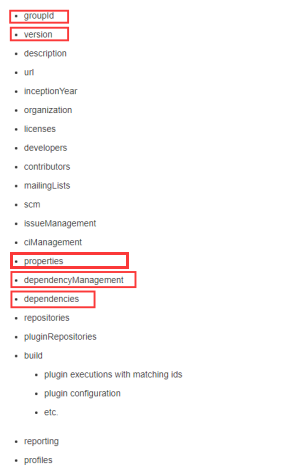 groupId
version
description
url
inceptionYear
organization
licenses
developers
contributors
mailingLists
scm
issueManagement
ciManagement
properties
dependencyManagement
dependencies
repositories
pluginRepositories
build
plugin executions with matching ids
plugin configuration
etc.
reporting
profiles